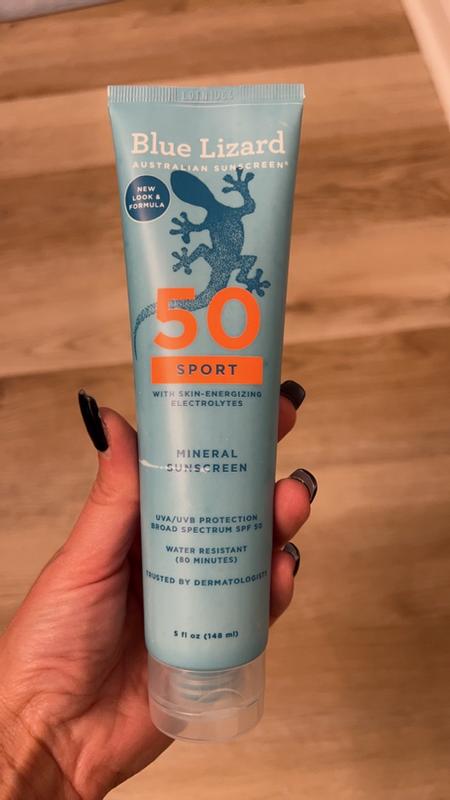 Blue Lizard
AUSTRALIAN SUNSCREEN®
NEW
LOOK &
FORMULA
50
SPORT
WITH SKIN-ENERGIZING
ELECTROLYTES
MINERAL
SUNSCREEN
UVA/UVB PROTECTION
BROAD SPECTRUM SPF 50
WATER RESISTANT
(80 MINUTES)
TRUSTED BY DERMATOLOGISTS
5 fl oz (148 ml)